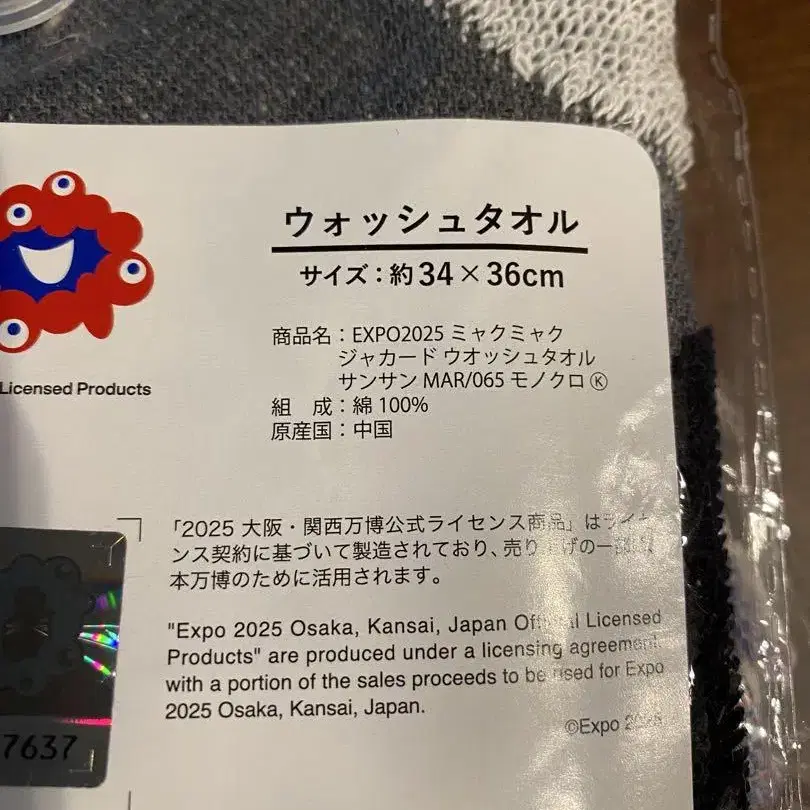 ウォッシュタオル
サイズ：約34×36cm
商品名：EXPO2025 ミャクミャク
ジャカード ウオッシュタオル
サンサン MAR/065 モノクロ Ⓚ
組　成：綿 100%
原産国：中国
Licensed Products
「2025 大阪・関西万博公式ライセンス商品」はライセ
ンス契約に基づいて製造されており、売り上げの一部は
本万博のために活用されます。
"Expo 2025 Osaka, Kansai, Japan Official Licensed
Products" are produced under a licensing agreement
with a portion of the sales proceeds to be used for Expo
2025 Osaka, Kansai, Japan.
©Expo 2025
7637